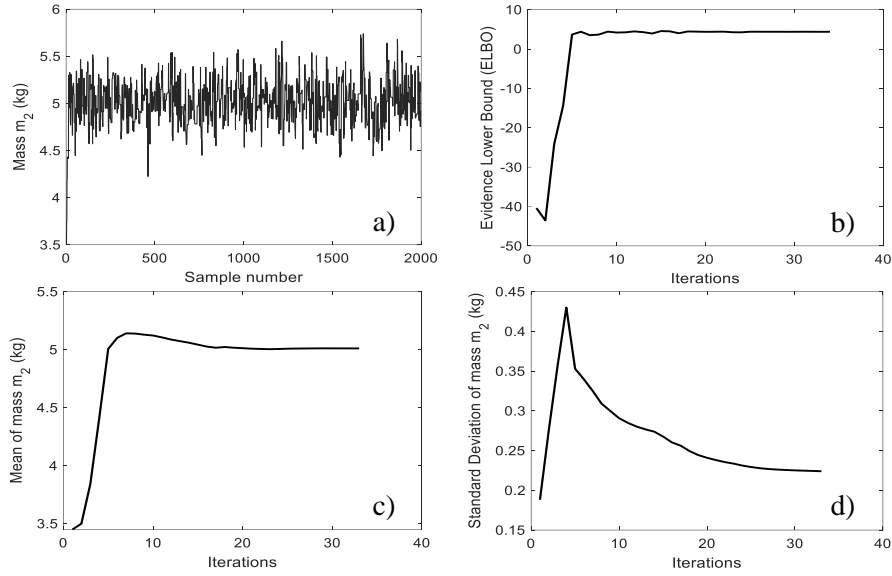 6
5.5
5
4.5
4
3.5
Mass m2 (kg)
0 500 1000 1500 2000
Sample number
a)
10
0
-10
-20
-30
-40
-50
Evidence Lower Bound (ELBO)
0 10 20 30 40
Iterations
b)
5.5
5
4.5
4
3.5
Mean of mass m2 (kg)
0 10 20 30 40
Iterations
c)
0.45
0.4
0.35
0.3
0.25
0.2
0.15
Standard Deviation of mass m2 (kg)
0 10 20 30 40
Iterations
d)